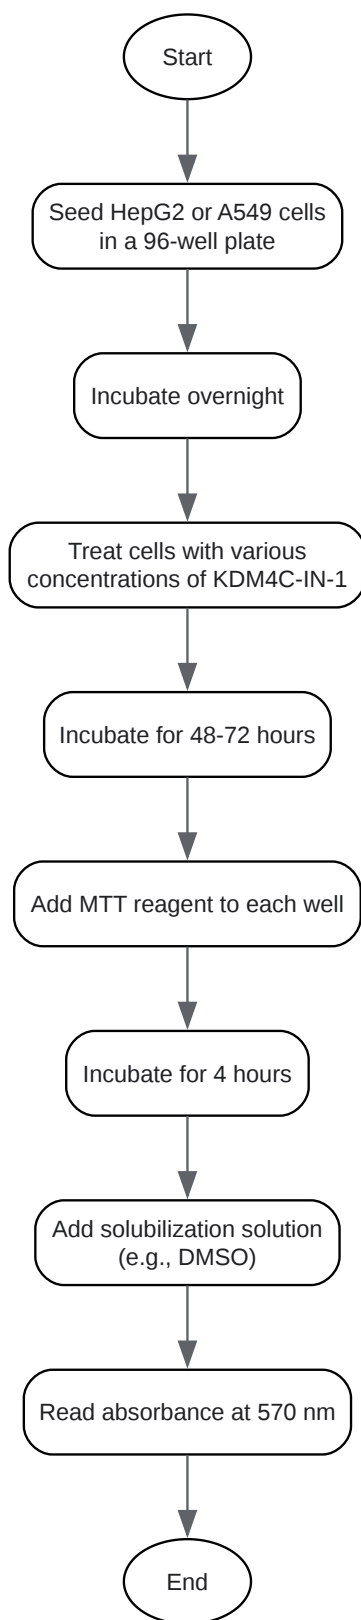 Start
Seed HepG2 or A549 cells
in a 96-well plate
Incubate overnight
Treat cells with various
concentrations of KDM4C-IN-1
Incubate for 48-72 hours
Add MTT reagent to each well
Incubate for 4 hours
Add solubilization solution
(e.g., DMSO)
Read absorbance at 570 nm
End